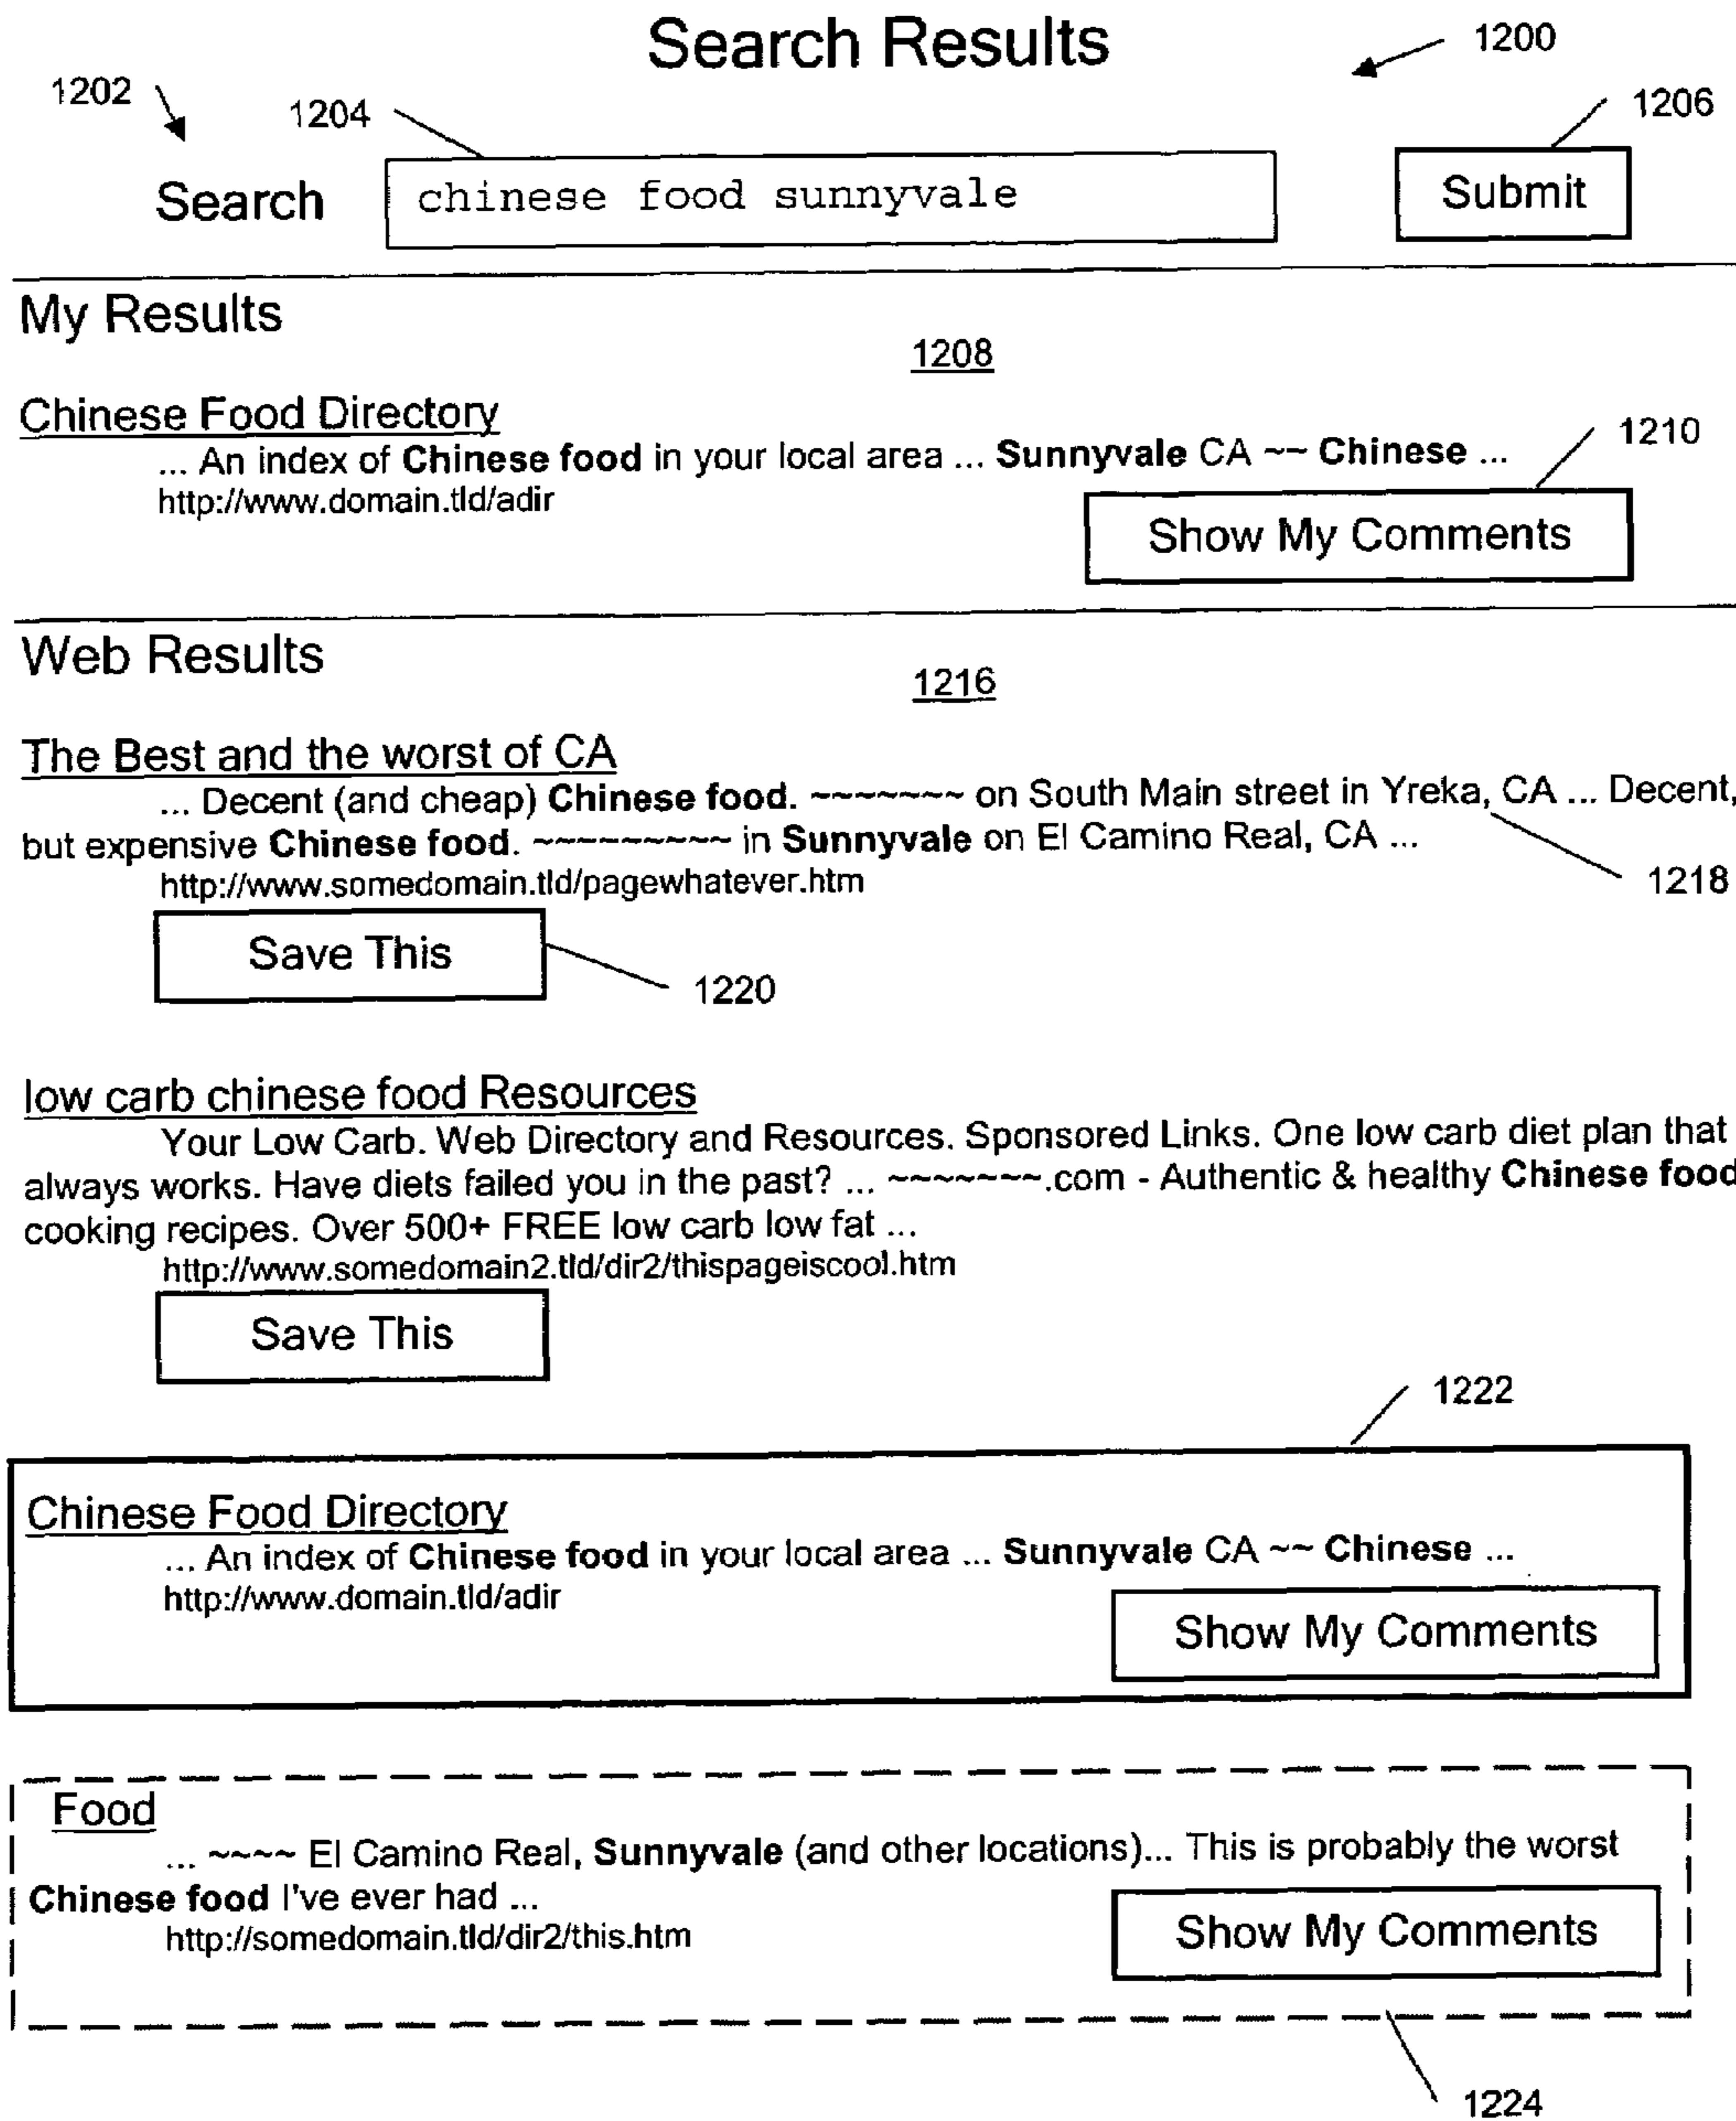 Search Results
1200
1202
1204
1206
Search
chinese food sunnyvale
Submit
My Results
1208
Chinese Food Directory
... An index of Chinese food in your local area ... Sunnyvale CA ~~ Chinese ...
1210
http://www.domain.tld/adir
Show My Comments
Web Results
1216
The Best and the worst of CA
... Decent (and cheap) Chinese food. ~~~~~~~ on South Main street in Yreka, CA ... Decent,
but expensive Chinese food. ~~~~~~~~~ in Sunnyvale on El Camino Real, CA ...
http://www.somedomain.tld/pagewhatever.htm
1218
Save This
1220
low carb chinese food Resources
Your Low Carb. Web Directory and Resources. Sponsored Links. One low carb diet plan that
always works. Have diets failed you in the past? ... ~~~~~~~.com - Authentic & healthy Chinese food
cooking recipes. Over 500+ FREE low carb low fat ...
http://www.somedomain2.tld/dir2/thispageiscool.htm
Save This
1222
Chinese Food Directory
... An index of Chinese food in your local area ... Sunnyvale CA ~~ Chinese ...
http://www.domain.tld/adir
Show My Comments
Food
... ~~~~ El Camino Real, Sunnyvale (and other locations)... This is probably the worst
Chinese food I've ever had ...
http://somedomain.tld/dir2/this.htm
Show My Comments
1224